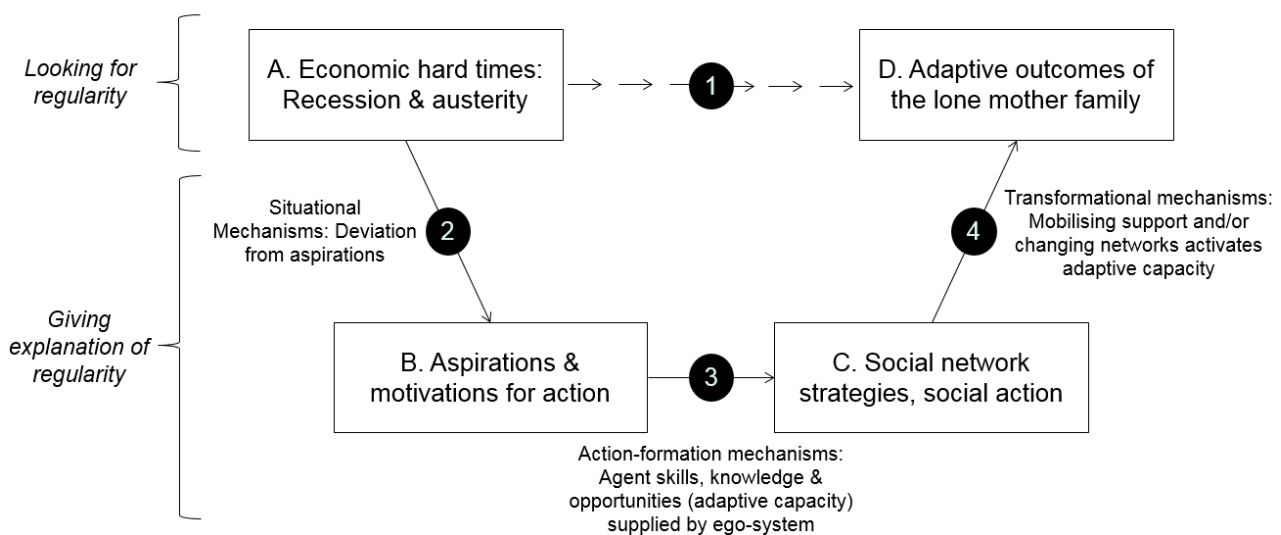 Looking for
regularity
A. Economic hard times:
Recession & austerity
1
D. Adaptive outcomes of
the lone mother family
Situational
Mechanisms: Deviation
from aspirations
2
4
Transformational mechanisms:
Mobilising support and/or
changing networks activates
adaptive capacity
Giving
explanation of
regularity
B. Aspirations &
motivations for action
3
C. Social network
strategies, social action
Action-formation mechanisms:
Agent skills, knowledge &
opportunities (adaptive capacity)
supplied by ego-system